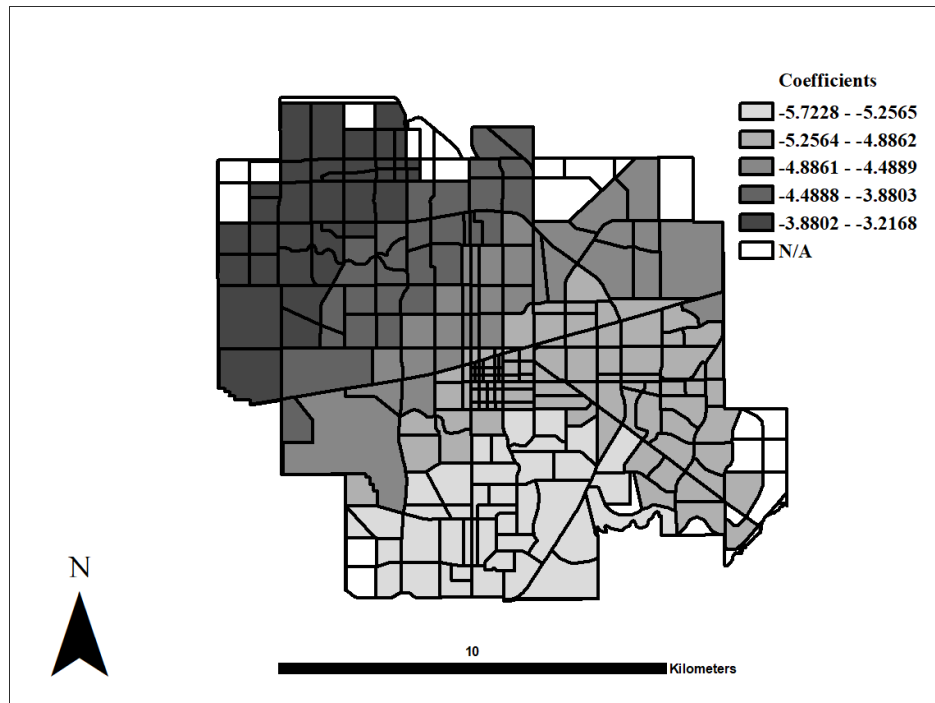 Coefficients
-5.7228 - -5.2565
-5.2564 - -4.8862
-4.8861 - -4.4889
-4.4888 - -3.8803
-3.8802 - -3.2168
N/A
N
10
Kilometers